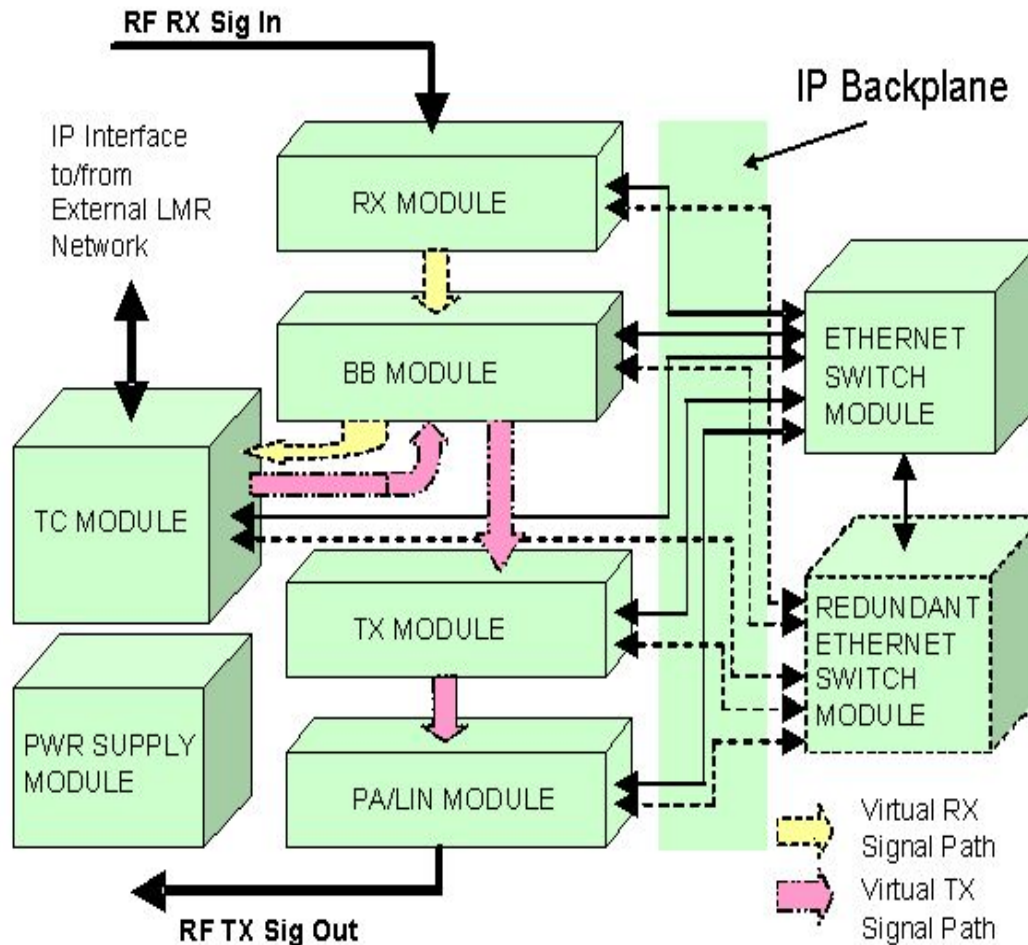 RF RX Sig In
IP Backplane
IP Interface
to/from
External LMR
Network
RX MODULE
BB MODULE
ETHERNET
SWITCH
MODULE
TC MODULE
TX MODULE
REDUNDANT
ETHERNET
SWITCH
MODULE
PWR SUPPLY
MODULE
PA/LIN MODULE
Virtual RX
Signal Path
Virtual TX
Signal Path
RF TX Sig Out